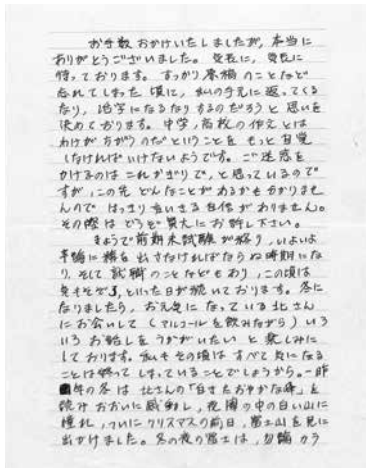 お手数おかけいたしましたが、本当に
ありがとうございました。気長に、気長に
待っております。すっかり原稿のことなど
忘れてしまった頃に、私の手元に返ってくる
なり、活字になるなりするのだろうと思いを
決めております。中学、高校の作文とは
わけがちがうのだということをもっと自覚
しなければいけないようです。ご迷惑を
かけるのはこれかぎりで、と思っているので
すが、この先どんなことがあるかもわかりませ
んので はっきり言いきる自信がありません。
その際はどうぞ寛大にお許し下さい。
きょうで前期末試験が終り、いよいよ
本論に精を出さなければならぬ時期にな
り、そして就職のことなどもあり、この頃は
気もそぞろ、といった日が続いております。冬に
なりましたら、お元気になっている北さん
にお会いして(アルコールを飲みながら)いろ
いろお話しをうかがいたいと楽しみに
しております。私もその頃はすべて気になる
ことは終ってしまっていることでしょうから。一昨
年の冬は北さんの「白きたおやかな峰」を
読みおおいに感動し、夜闇の中の白い山に
憧れ、ついにクリスマスの前日、富士山を見に
出かけました。冬の夜の富士は、勿論カラ